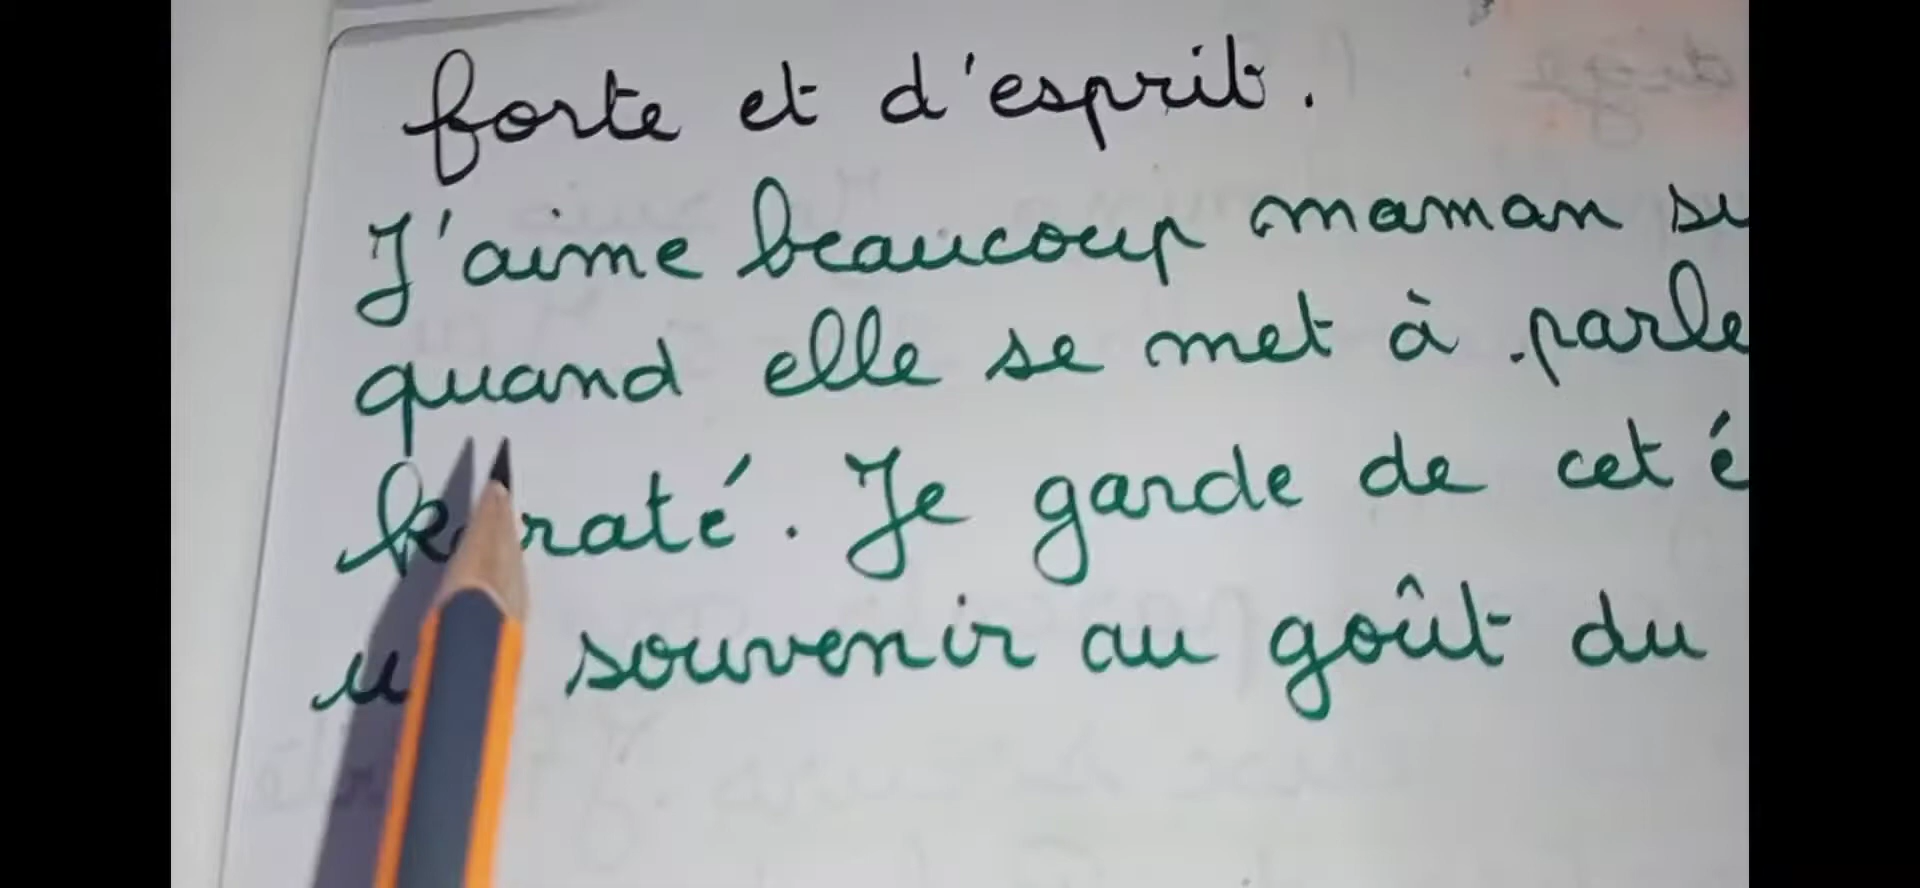 forte et d'esprit.
J'aime beaucoup maman su
quand elle se met à parle
karaté. Je garde de cet é
u souvenir au goût du